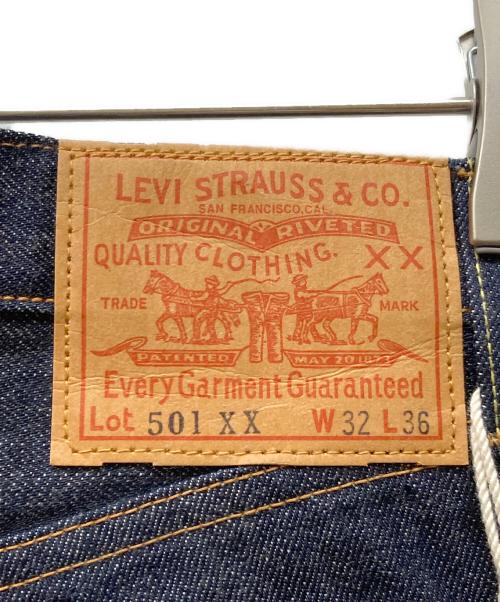 LEVI STRAUSS & CO.
SAN FRANCISCO, CAL.
ORIGINAL RIVETED
QUALITY CLOTHING. XX
TRADE MARK
PATENTED MAY 20 1873
Every Garment Guaranteed
Lot 501 XX W 32 L 36